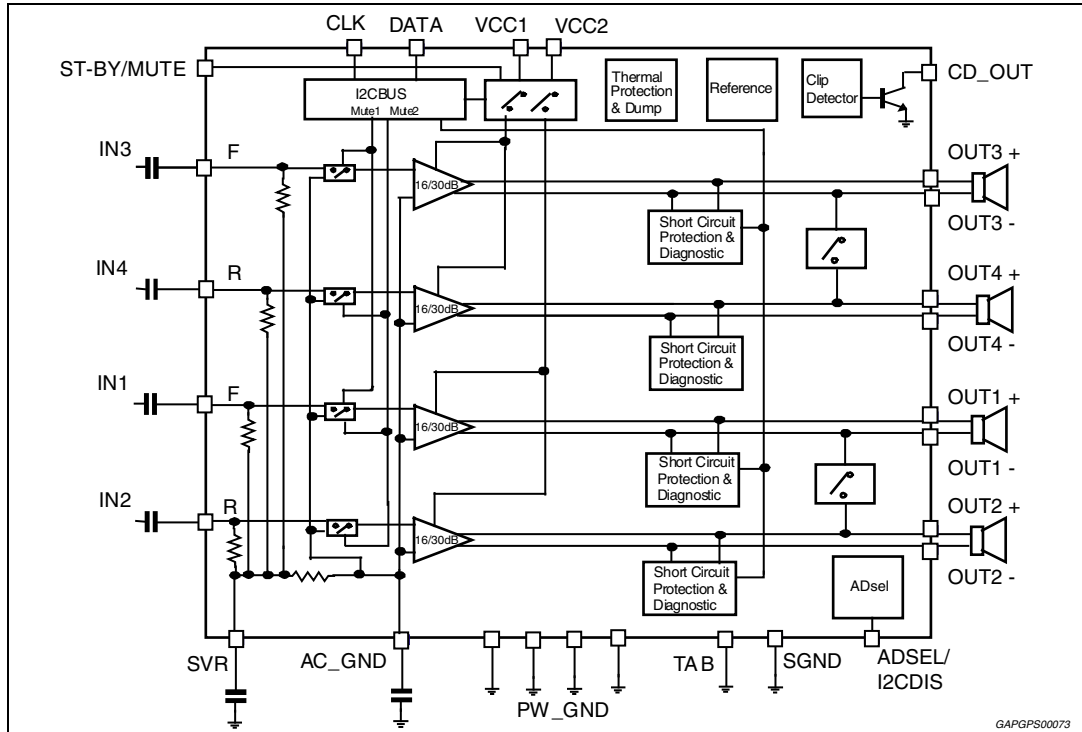 CLK
DATA
VCC1
VCC2
ST-BY/MUTE
I2CBUS
Mute1
Mute2
Thermal
Protection
& Dump
Reference
Clip
Detector
CD_OUT
IN3
F
16/30dB
OUT3 +
OUT3 -
Short Circuit
Protection &
Diagnostic
IN4
R
16/30dB
OUT4 +
OUT4 -
Short Circuit
Protection &
Diagnostic
IN1
F
16/30dB
OUT1 +
OUT1 -
Short Circuit
Protection &
Diagnostic
IN2
R
16/30dB
OUT2 +
OUT2 -
Short Circuit
Protection &
Diagnostic
ADsel
SVR
AC_GND
PW_GND
TAB
SGND
ADSEL/
I2CDIS
GAPGPS00073